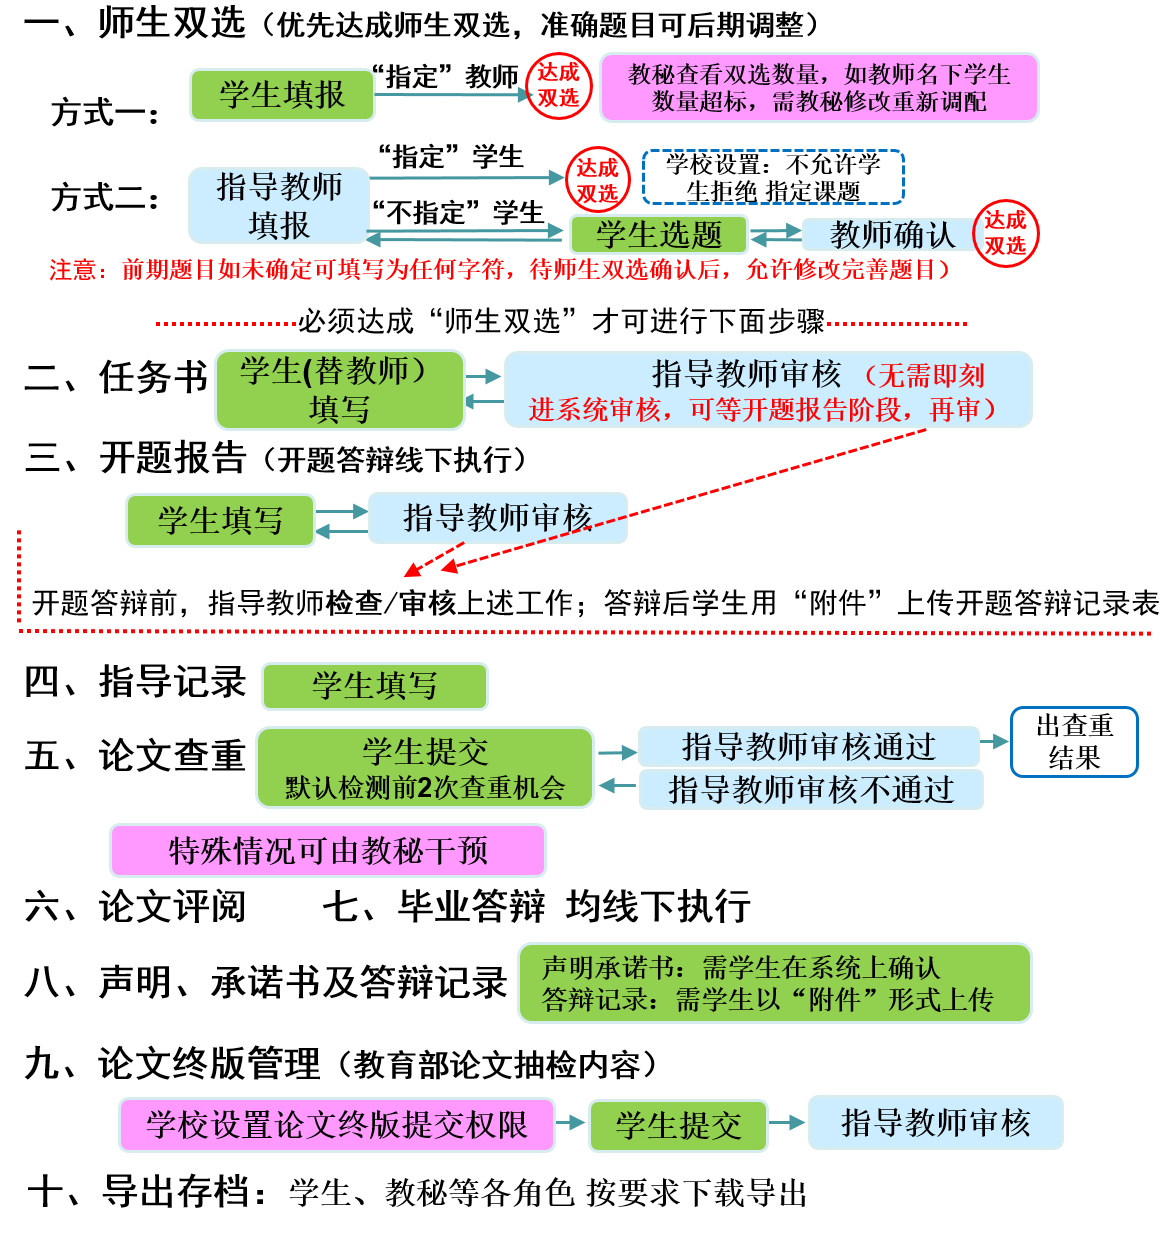 一、师生双选（优先达成师生双选，准确题目可后期调整）
方式一：
学生填报
“指定”教师
达成
双选
教秘查看双选数量，如教师名下学生
数量超标，需教秘修改重新调配
方式二：
指导教师
填报
“指定”学生
达成
双选
学校设置：不允许学
生拒绝 指定课题
“不指定”学生
学生选题
教师确认
达成
双选
注意：前期题目如未确定可填写为任何字符，待师生双选确认后，允许修改完善题目）
必须达成“师生双选”才可进行下面步骤
二、任务书
学生(替教师）
填写
指导教师审核（无需即刻
进系统审核，可等开题报告阶段，再审）
三、开题报告（开题答辩线下执行）
学生填写
指导教师审核
开题答辩前，指导教师检查/审核上述工作；答辩后学生用“附件”上传开题答辩记录表
四、指导记录
学生填写
五、论文查重
学生提交
默认检测前2次查重机会
指导教师审核通过
指导教师审核不通过
出查重
结果
特殊情况可由教秘干预
六、论文评阅 七、毕业答辩 均线下执行
八、声明、承诺书及答辩记录
声明承诺书：需学生在系统上确认
答辩记录：需学生以“附件”形式上传
九、论文终版管理（教育部论文抽检内容）
学校设置论文终版提交权限
学生提交
指导教师审核
十、导出存档：学生、教秘等各角色 按要求下载导出